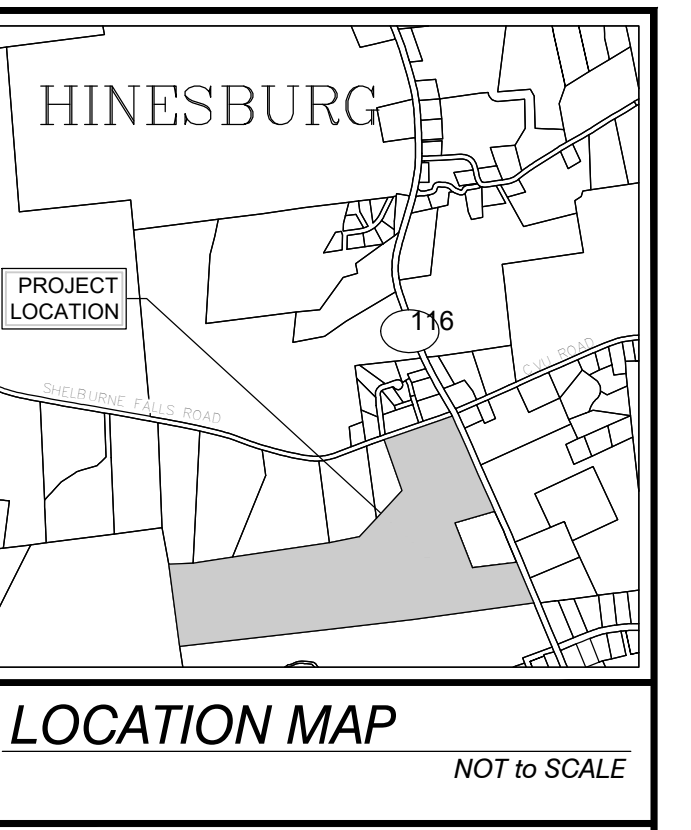 HINESBURG
PROJECT
LOCATION
116
CVU ROAD
SHELBURNE FALLS ROAD
LOCATION MAP
NOT to SCALE